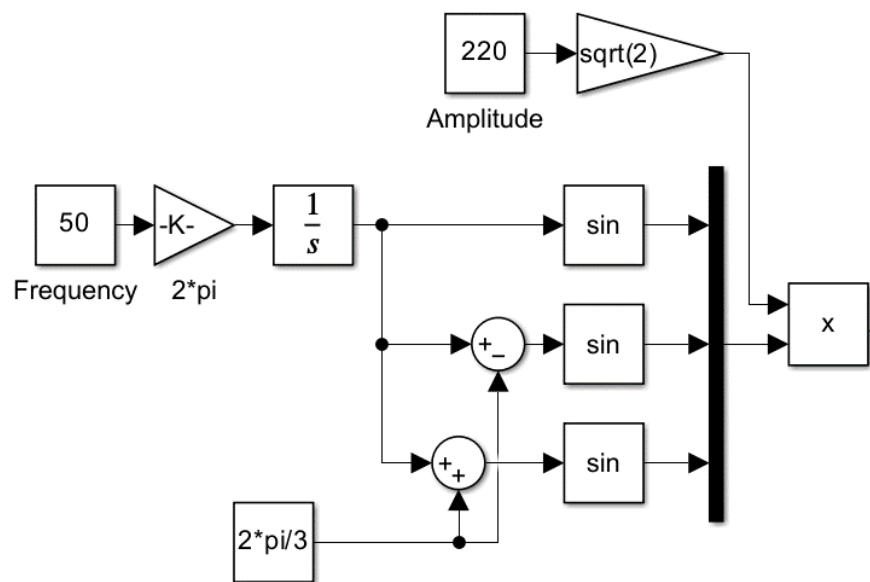 220
sqrt(2)
Amplitude
50
-K-
1
s
sin
Frequency
2*pi
x
+
−
sin
+
+
sin
2*pi/3